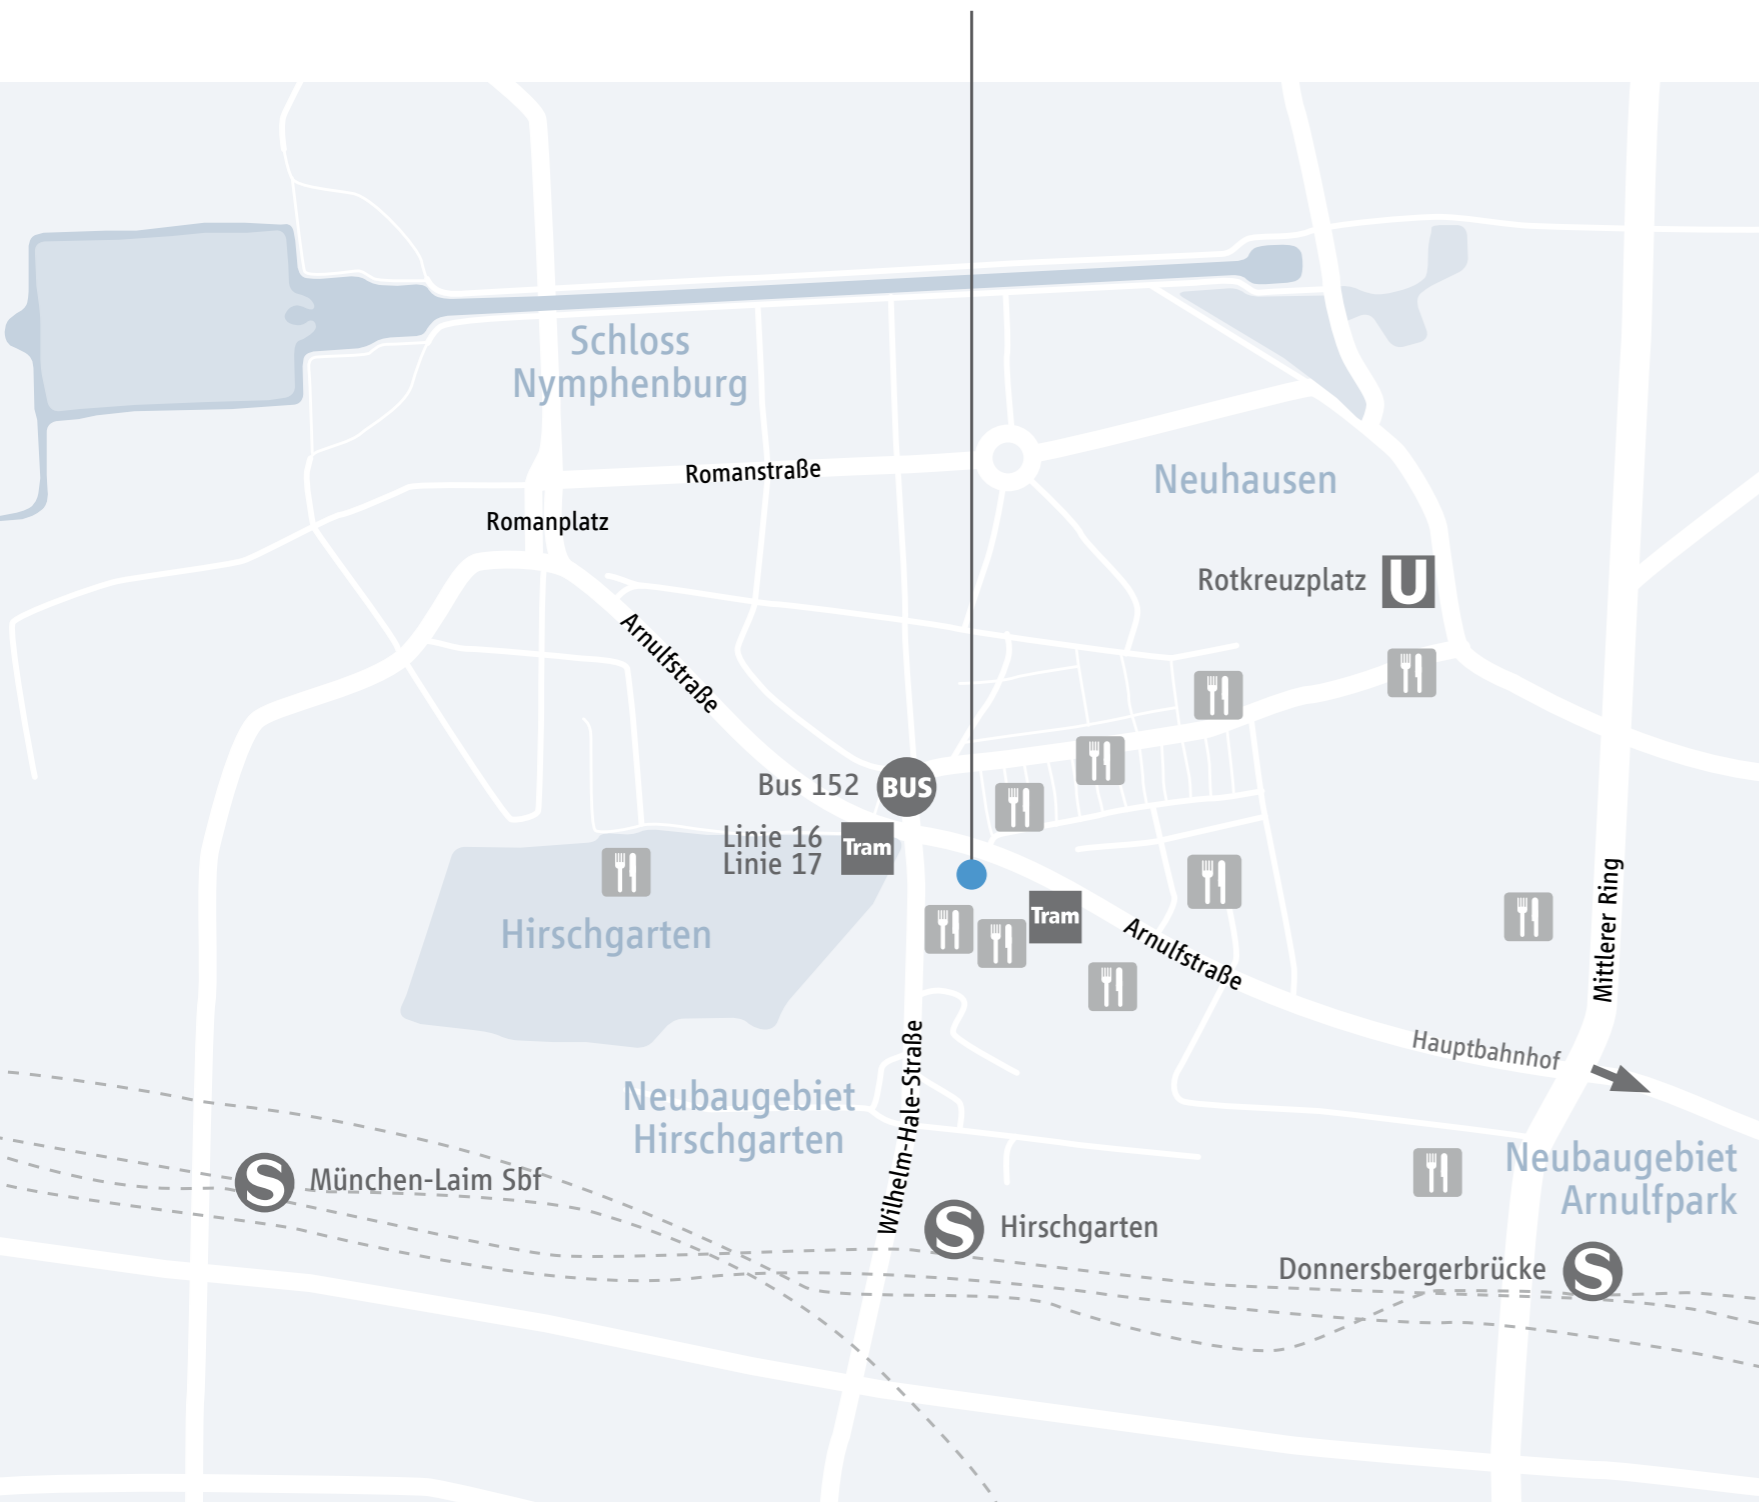 Schloss
Nymphenburg
Romanstraße
Neuhausen
Romanplatz
Rotkreuzplatz U
Arnulfstraße
Bus 152 BUS
Linie 16
Linie 17
Tram
Hirschgarten
Tram
Arnulfstraße
Mittlerer Ring
Hauptbahnhof
Wilhelm-Hale-Straße
Neubaugebiet
Hirschgarten
Neubaugebiet
Arnulfpark
S München-Laim Sbf
S Hirschgarten
Donnersbergerbrücke S